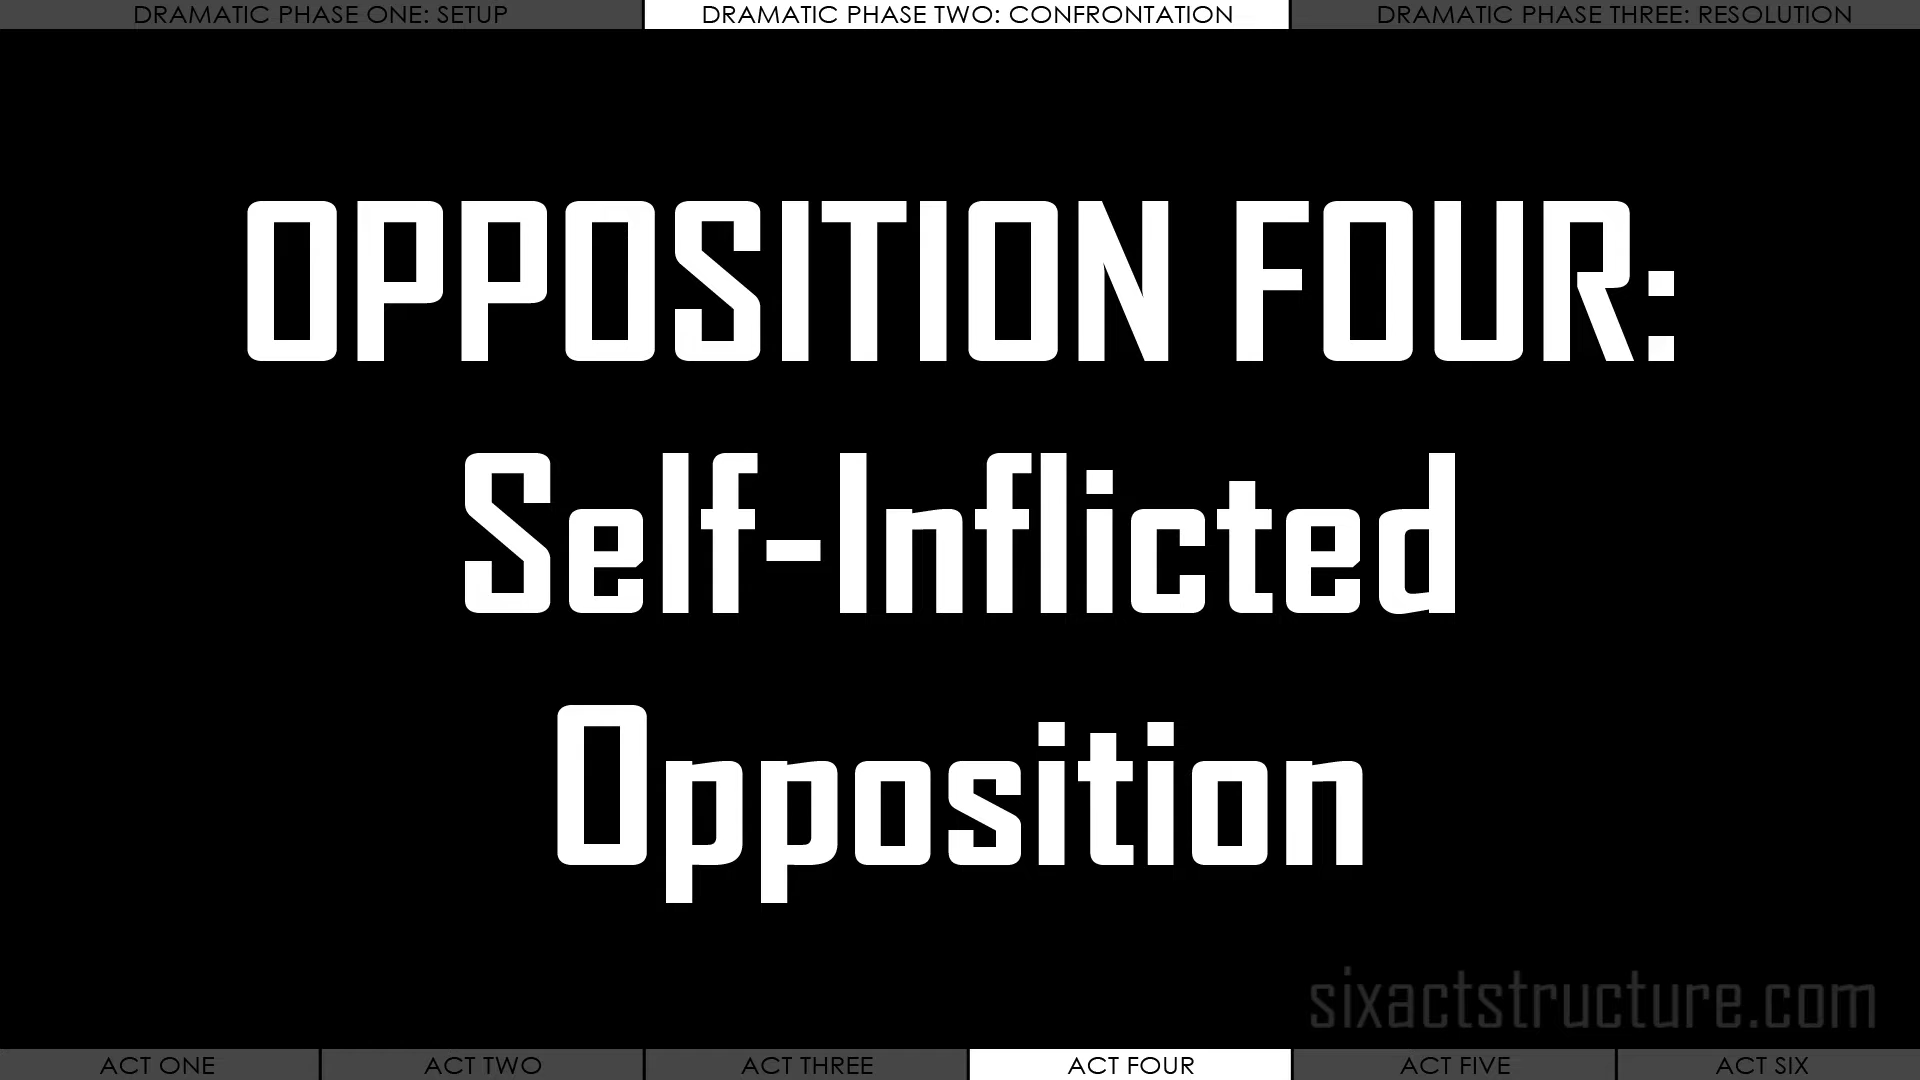 DRAMATIC PHASE ONE: SETUP
DRAMATIC PHASE TWO: CONFRONTATION
DRAMATIC PHASE THREE: RESOLUTION
OPPOSITION FOUR:
Self-Inflicted
Opposition
sixactstructure.com
ACT ONE
ACT TWO
ACT THREE
ACT FOUR
ACT FIVE
ACT SIX